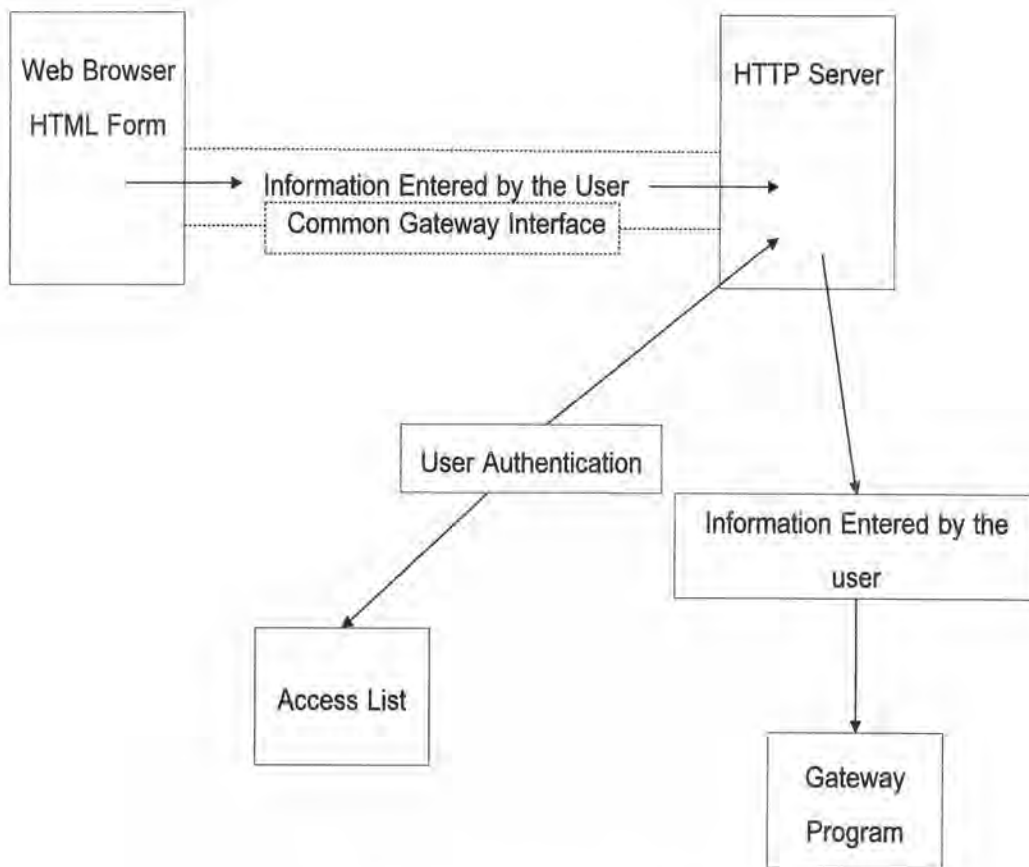 Web Browser
HTML Form
HTTP Server
Information Entered by the User
Common Gateway Interface
User Authentication
Information Entered by the
user
Access List
Gateway
Program